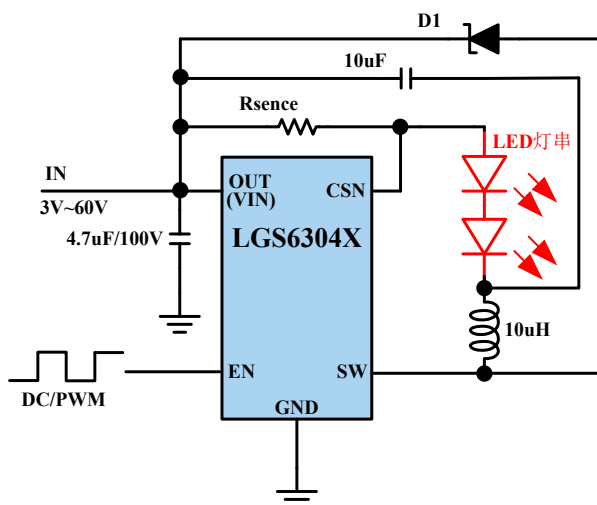 D1
10uF
Rsence
LED灯串
IN
3V~60V
OUT
(VIN)
CSN
4.7uF/100V
LGS6304X
10uH
EN
SW
DC/PWM
GND